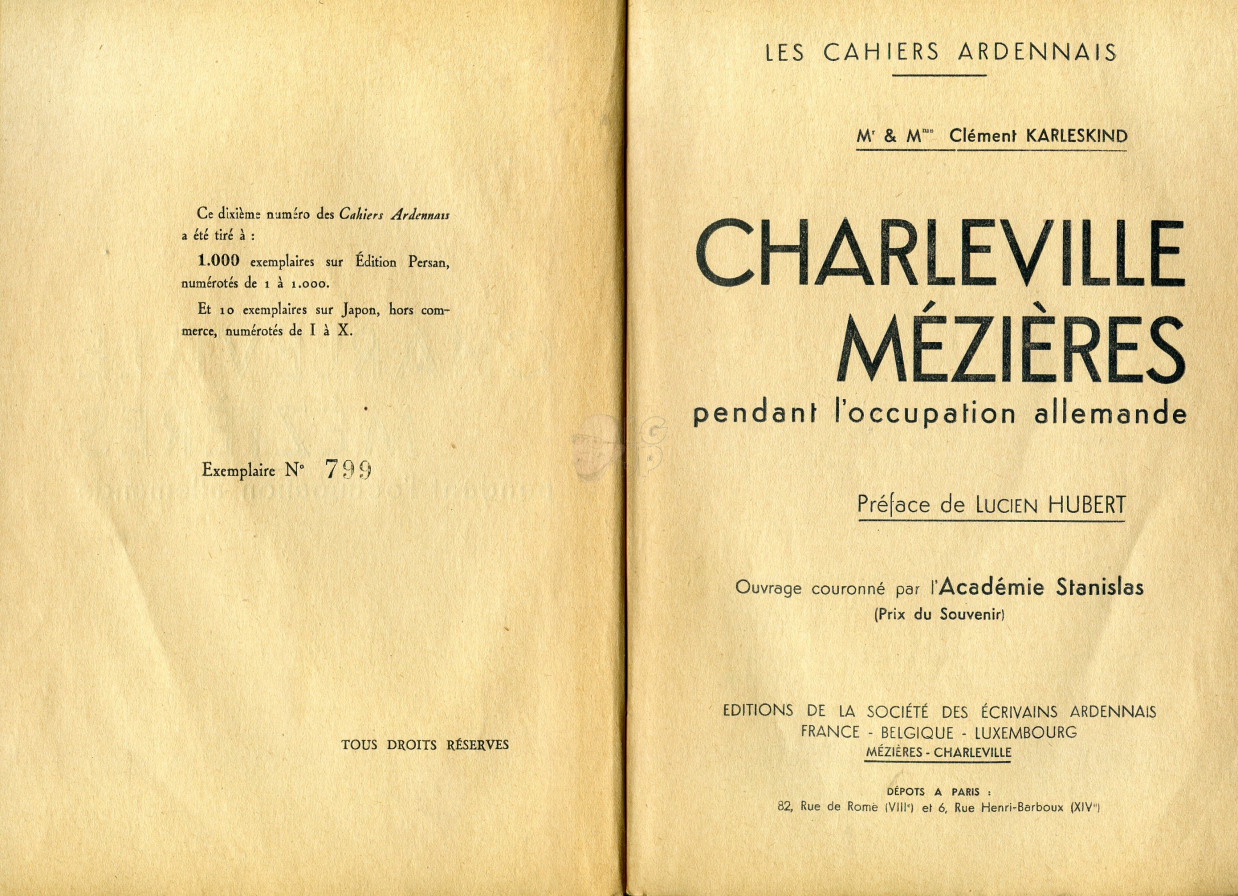 Ce dixième numéro des Cahiers Ardennais
a été tiré à :
1.000 exemplaires sur Édition Persan,
numérotés de 1 à 1.000.
Et 10 exemplaires sur Japon, hors com-
merce, numérotés de I à X.
Exemplaire N° 799
TOUS DROITS RÉSERVES
LES CAHIERS ARDENNAIS
Mr & Mme Clément KARLESKIND
CHARLEVILLE
MÉZIÈRES
pendant l'occupation allemande
Préface de LUCIEN HUBERT
Ouvrage couronné par l'Académie Stanislas
(Prix du Souvenir)
EDITIONS DE LA SOCIÉTÉ DES ÉCRIVAINS ARDENNAIS
FRANCE - BELGIQUE - LUXEMBOURG
MÉZIÈRES - CHARLEVILLE
DÉPOTS A PARIS :
82, Rue de Rome (VIIIe) et 6, Rue Henri-Barboux (XIVe)